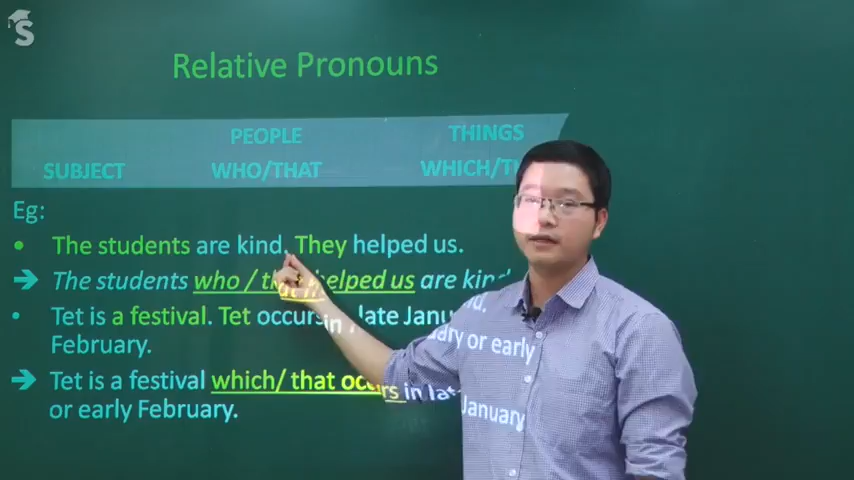 S
Relative Pronouns
PEOPLE THINGS
SUBJECT WHO/THAT WHICH/
Eg:
• The students are kind. They helped us.
→ The students who / that helped us are kind.
• Tet is a festival. Tet occurs in late January or early
February.
→ Tet is a festival which/ that occurs in late January
or early February.